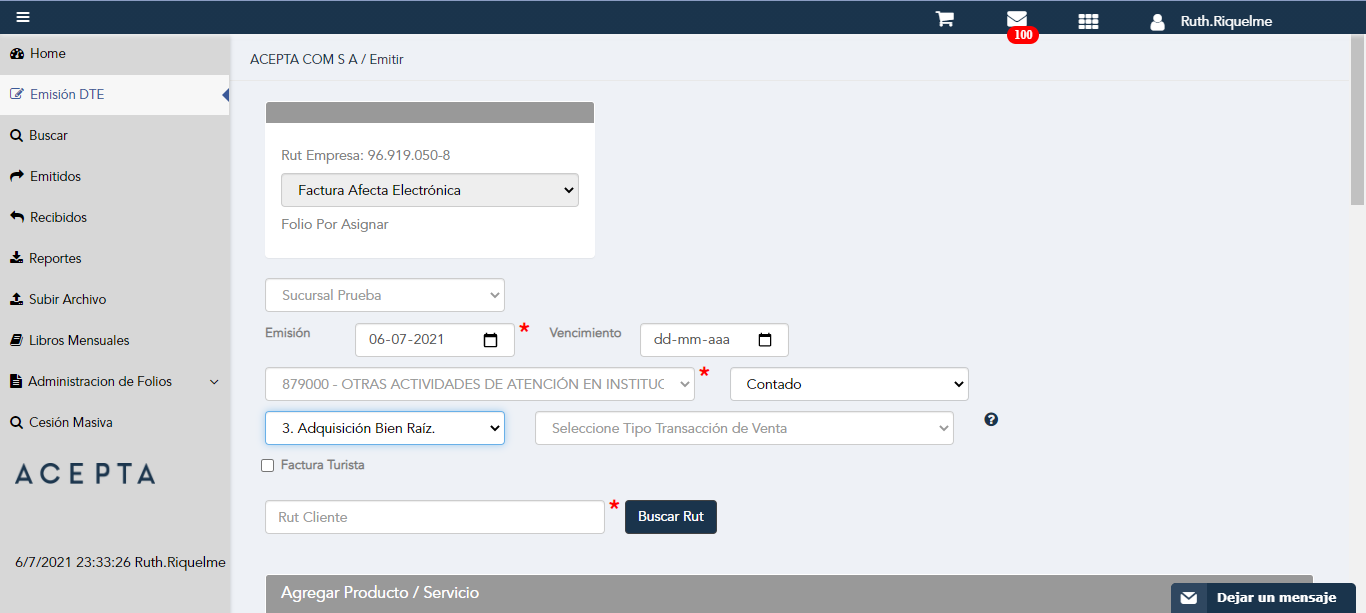 100
Ruth.Riquelme
Home
Emisión DTE
Buscar
Emitidos
Recibidos
Reportes
Subir Archivo
Libros Mensuales
Administracion de Folios
Cesión Masiva
ACEPTA
6/7/2021 23:33:26 Ruth.Riquelme
ACEPTA COM S A / Emitir
Rut Empresa: 96.919.050-8
Factura Afecta Electrónica
Folio Por Asignar
Sucursal Prueba
Emisión 06-07-2021 * Vencimiento dd-mm-aaa
879000 - OTRAS ACTIVIDADES DE ATENCIÓN EN INSTITUC * Contado
3. Adquisición Bien Raíz. Seleccione Tipo Transacción de Venta ?
Factura Turista
Rut Cliente * Buscar Rut
Agregar Producto / Servicio
Dejar un mensaje